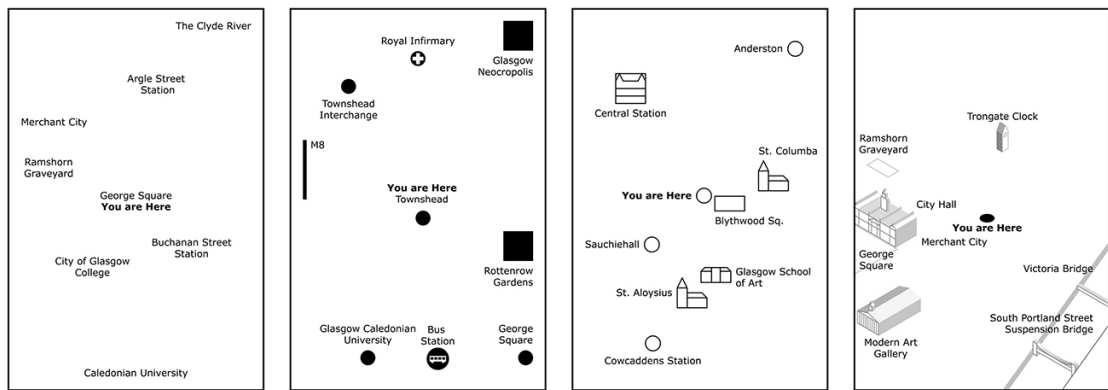 The Clyde River
Argle Street
Station
Merchant City
Ramshorn
Graveyard
George Square
You are Here
Buchanan Street
Station
City of Glasgow
College
Caledonian University
Royal Infirmary
Glasgow
Neocropolis
Townshead
Interchange
M8
You are Here
Townshead
Rottenrow
Gardens
Glasgow Caledonian
University
Bus
Station
George
Square
Anderston
Central Station
St. Columba
You are Here
Blythwood Sq.
Sauchiehall
Glasgow School
of Art
St. Aloysius
Cowcaddens Station
Trongate Clock
Ramshorn
Graveyard
City Hall
You are Here
Merchant City
George
Square
Victoria Bridge
South Portland Street
Suspension Bridge
Modern Art
Gallery